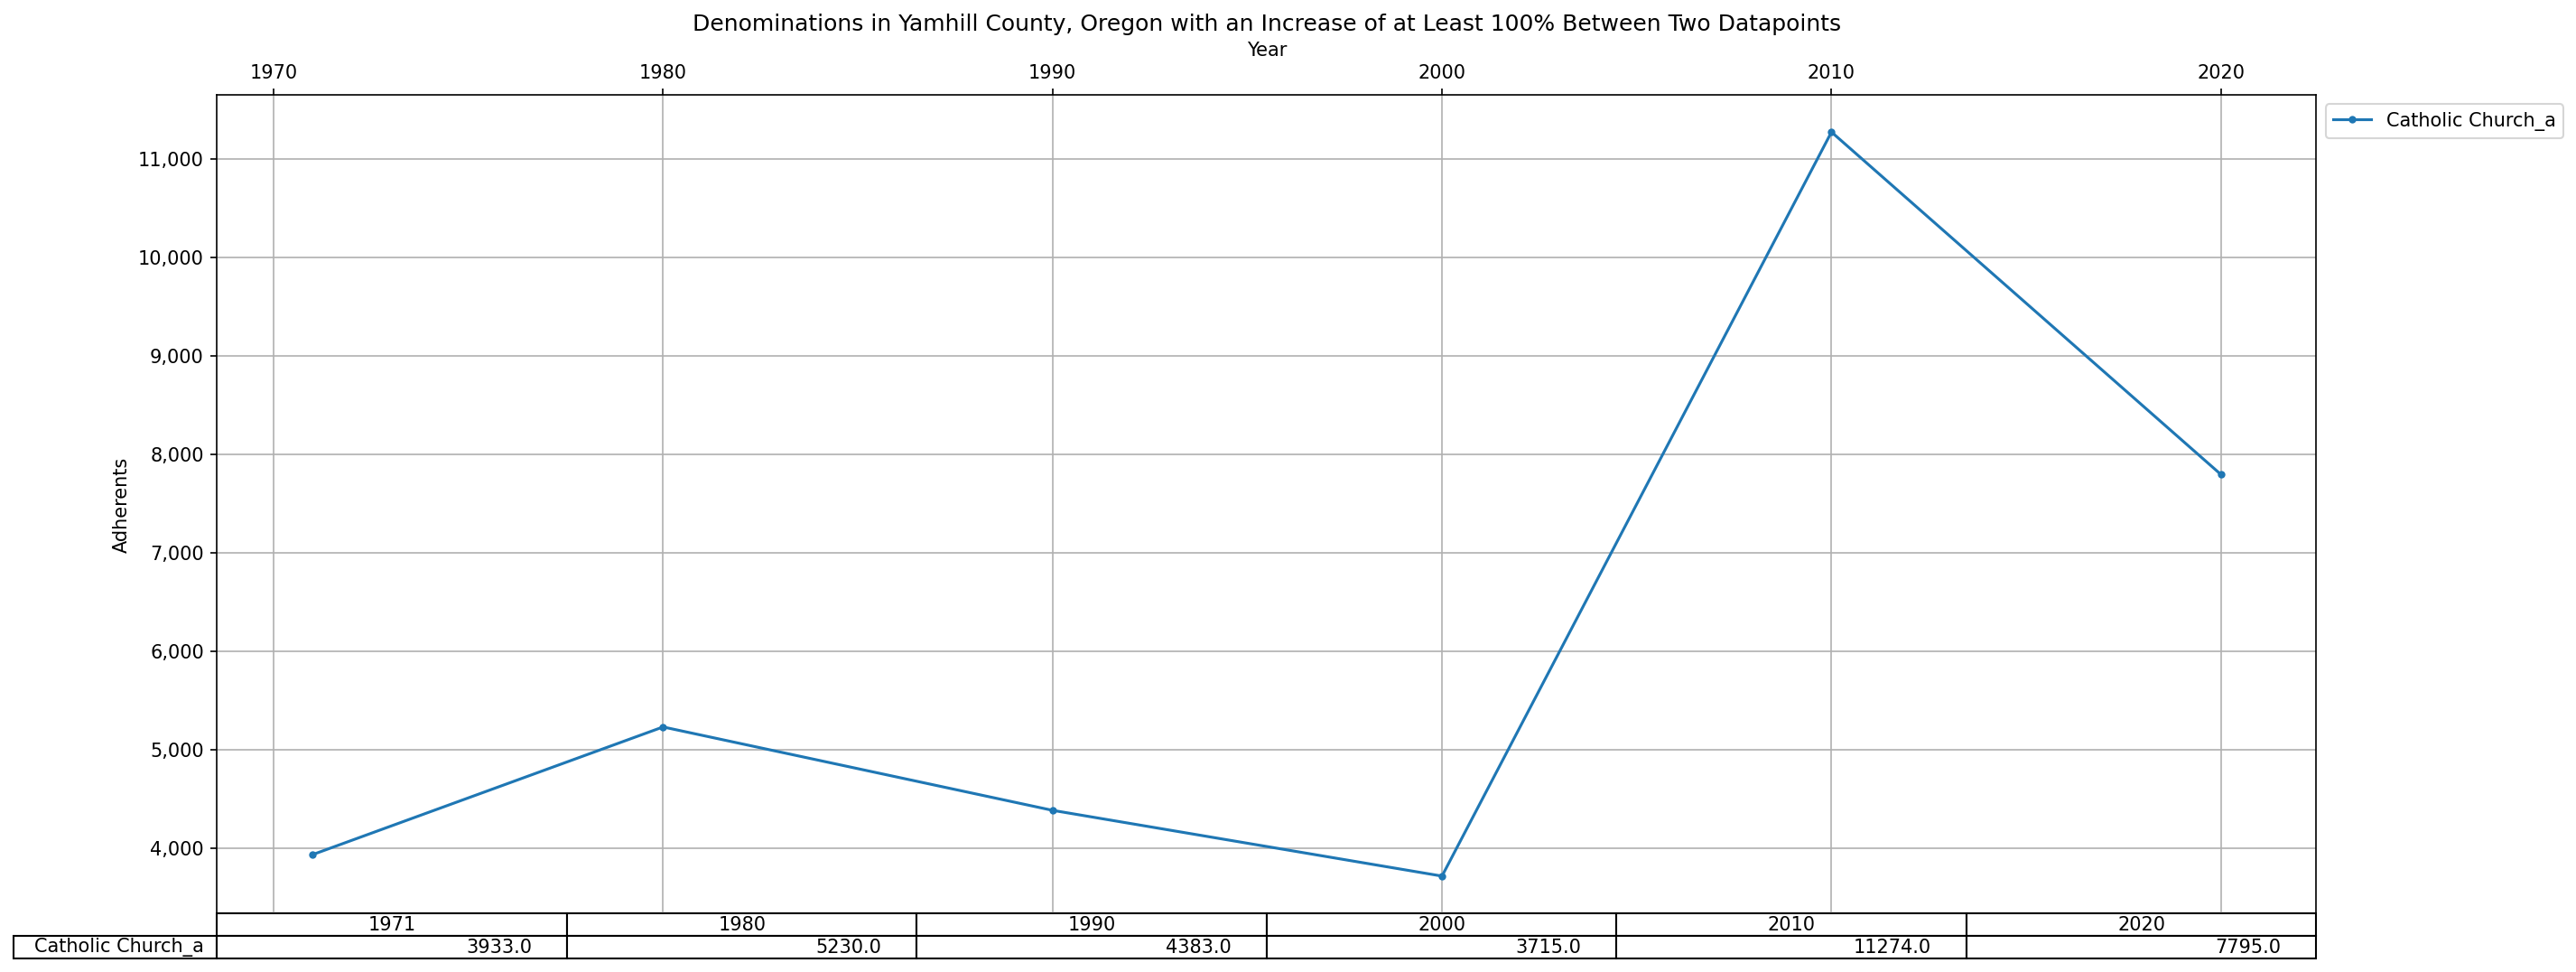 Denominations in Yamhill County, Oregon with an Increase of at Least 100% Between Two Datapoints
Year
1970 1980 1990 2000 2010 2020
Catholic Church_a
11,000
10,000
9,000
8,000
7,000
6,000
5,000
4,000
Adherents
1971 1980 1990 2000 2010 2020
Catholic Church_a 3933.0 5230.0 4383.0 3715.0 11274.0 7795.0